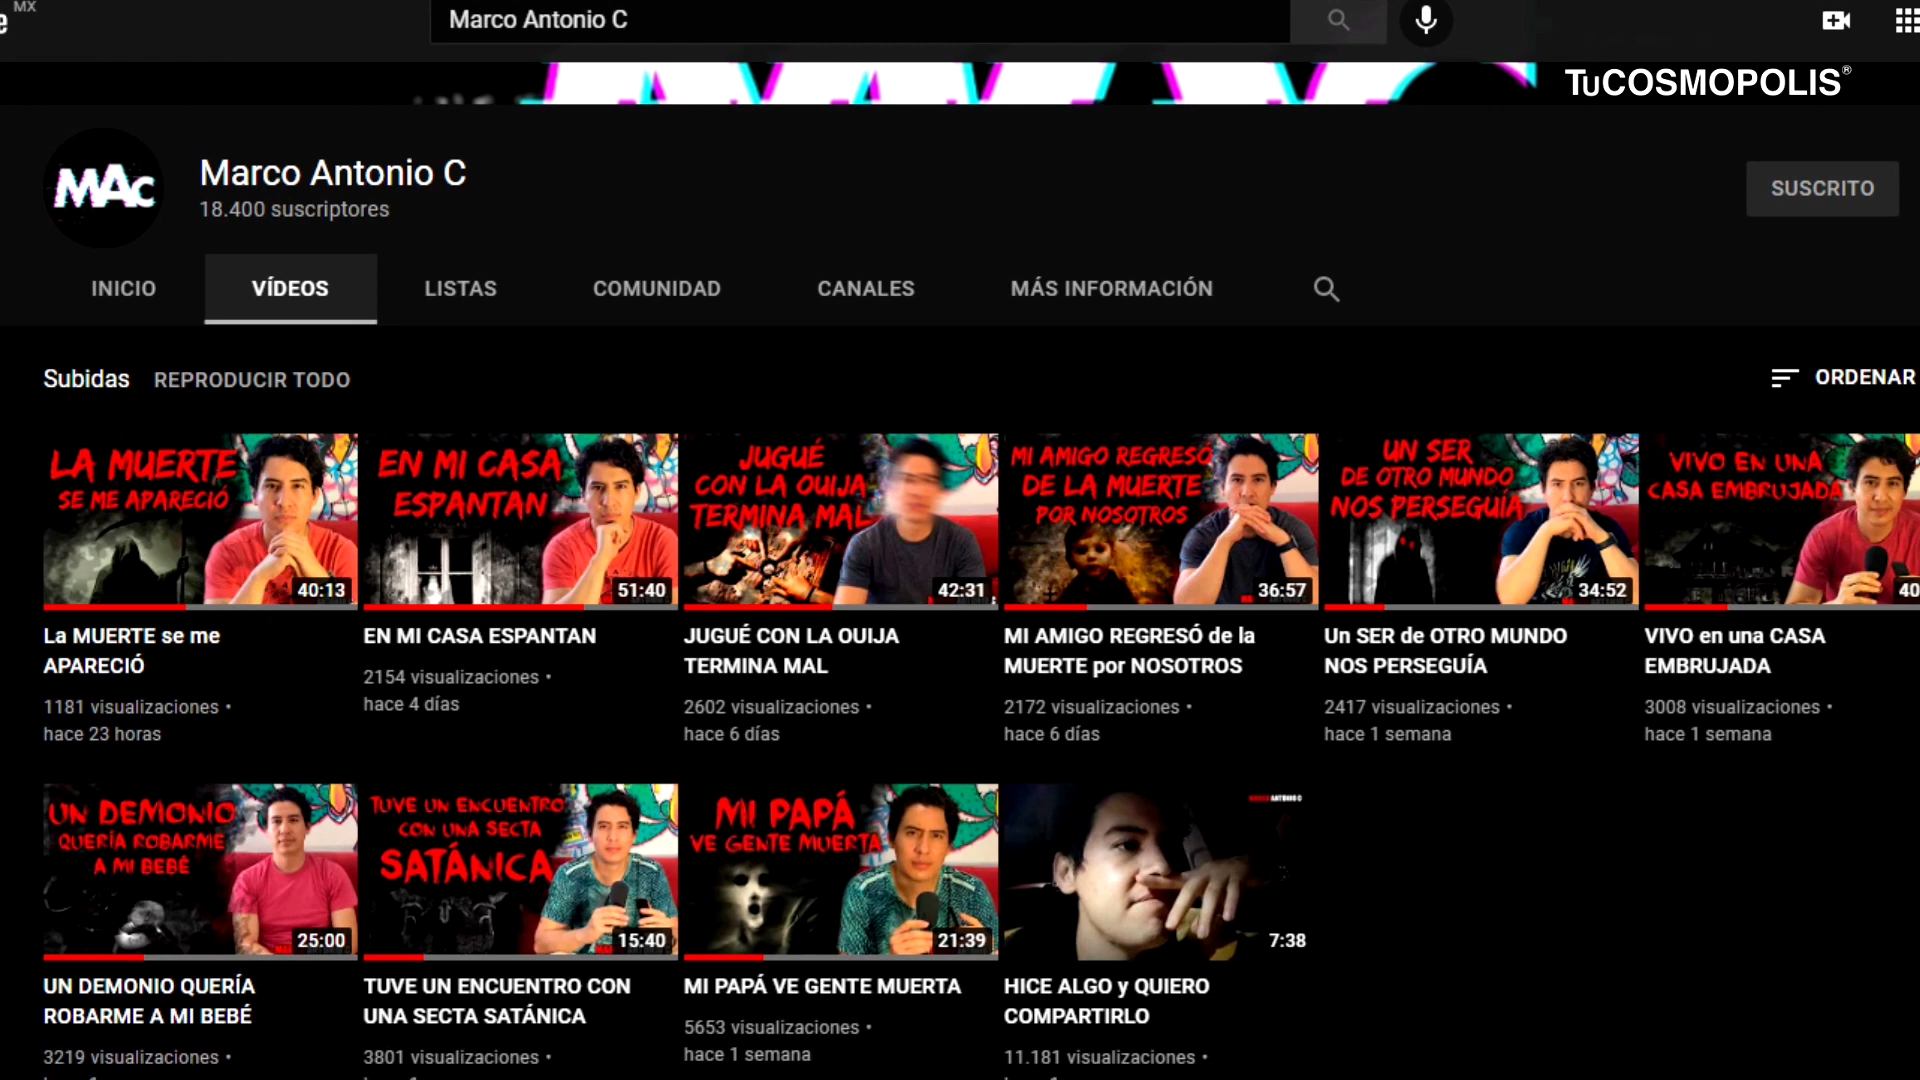 MX
e
Marco Antonio C
TuCOSMOPOLIS®
MAc
Marco Antonio C
18.400 suscriptores
SUSCRITO
INICIO
VÍDEOS
LISTAS
COMUNIDAD
CANALES
MÁS INFORMACIÓN
Subidas
REPRODUCIR TODO
ORDENAR
LA MUERTE
SE ME APARECIÓ
40:13
EN MI CASA
ESPANTAN
51:40
JUGUÉ
CON LA OUIJA
TERMINA MAL
42:31
MI AMIGO REGRESÓ
DE LA MUERTE
POR NOSOTROS
36:57
UN SER
DE OTRO MUNDO
NOS PERSEGUÍA
34:52
VIVO EN UNA
CASA EMBRUJADA
40
La MUERTE se me
APARECIÓ
1181 visualizaciones •
hace 23 horas
EN MI CASA ESPANTAN
2154 visualizaciones •
hace 4 días
JUGUÉ CON LA OUIJA
TERMINA MAL
2602 visualizaciones •
hace 6 días
MI AMIGO REGRESÓ de la
MUERTE por NOSOTROS
2172 visualizaciones •
hace 6 días
Un SER de OTRO MUNDO
NOS PERSEGUÍA
2417 visualizaciones •
hace 1 semana
VIVO en una CASA
EMBRUJADA
3008 visualizaciones •
hace 1 semana
UN DEMONIO
QUERÍA ROBARME
A MI BEBÉ
25:00
TUVE UN ENCUENTRO
CON UNA SECTA
SATÁNICA
15:40
MI PAPÁ
VE GENTE MUERTA
21:39
ANTONIO C
7:38
UN DEMONIO QUERÍA
ROBARME A MI BEBÉ
3219 visualizaciones •
TUVE UN ENCUENTRO CON
UNA SECTA SATÁNICA
3801 visualizaciones •
MI PAPÁ VE GENTE MUERTA
5653 visualizaciones •
hace 1 semana
HICE ALGO y QUIERO
COMPARTIRLO
11.181 visualizaciones •